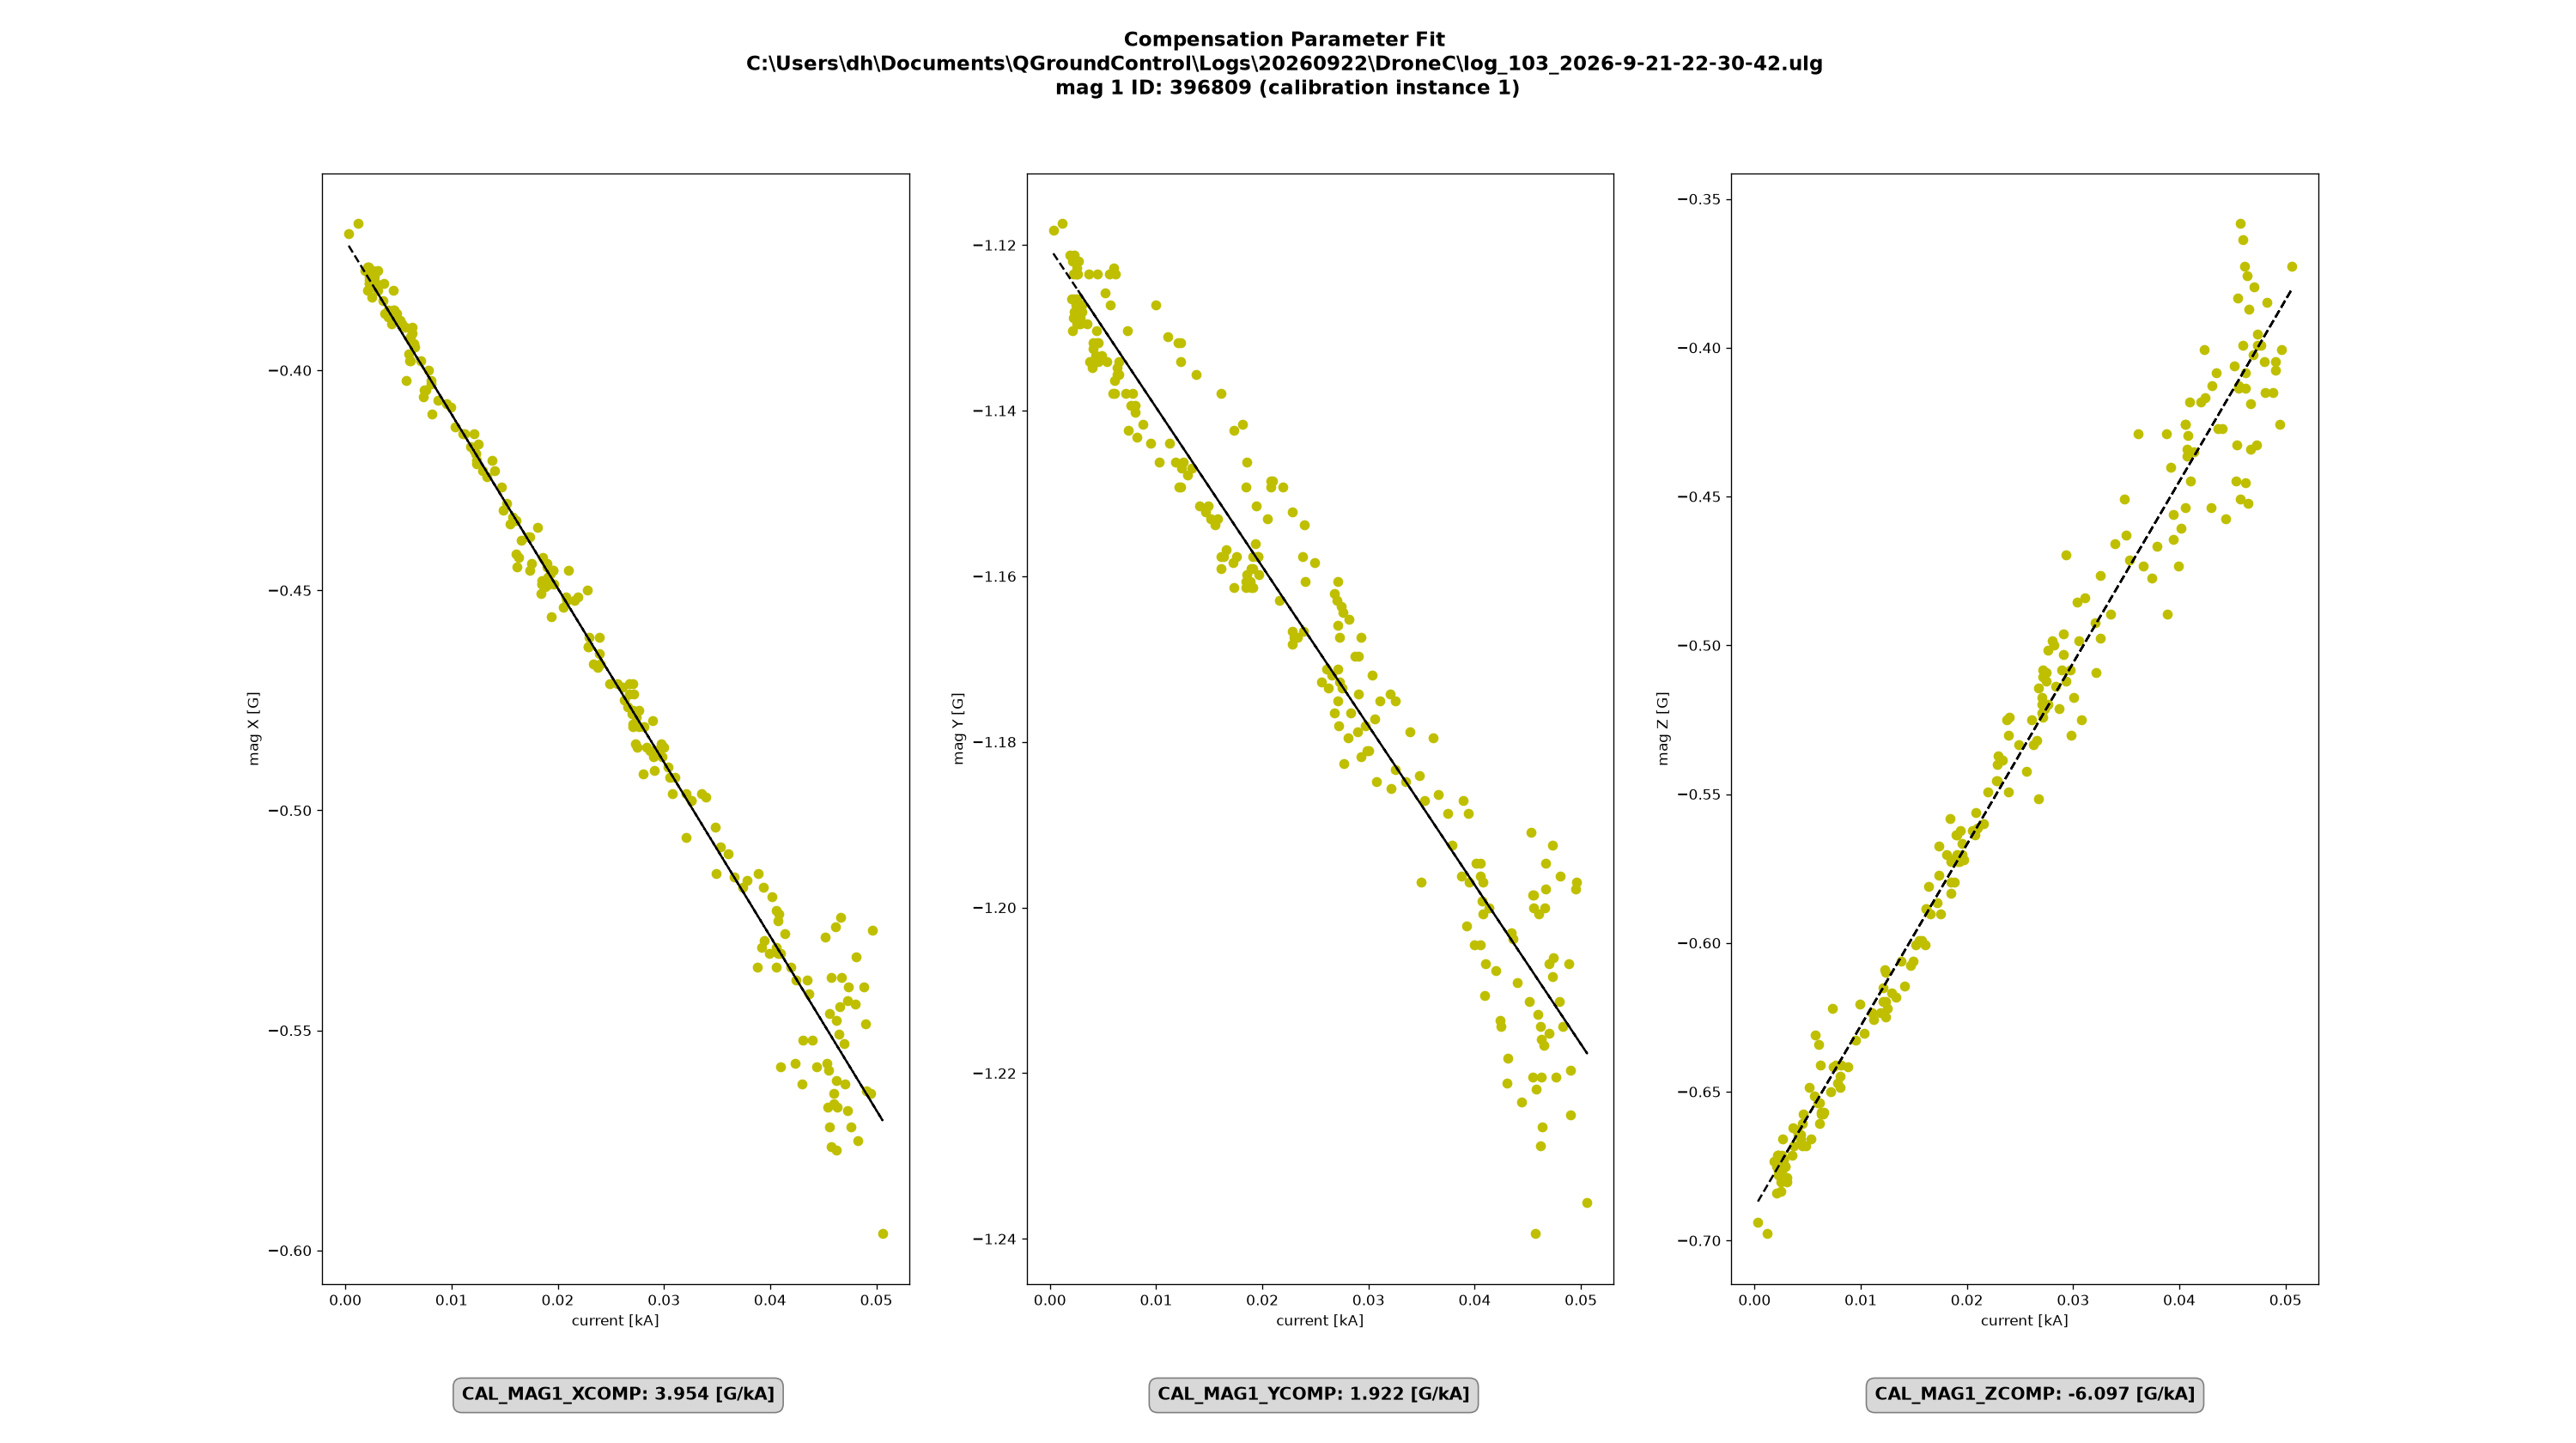 Compensation Parameter Fit
C:\Users\dh\Documents\QGroundControl\Logs\20260922\DroneC\log_103_2026-9-21-22-30-42.ulg
mag 1 ID: 396809 (calibration instance 1)
mag X [G]
−0.40
−0.45
−0.50
−0.55
−0.60
0.00 0.01 0.02 0.03 0.04 0.05
current [kA]
CAL_MAG1_XCOMP: 3.954 [G/kA]
mag Y [G]
−1.12
−1.14
−1.16
−1.18
−1.20
−1.22
−1.24
0.00 0.01 0.02 0.03 0.04 0.05
current [kA]
CAL_MAG1_YCOMP: 1.922 [G/kA]
mag Z [G]
−0.35
−0.40
−0.45
−0.50
−0.55
−0.60
−0.65
−0.70
0.00 0.01 0.02 0.03 0.04 0.05
current [kA]
CAL_MAG1_ZCOMP: -6.097 [G/kA]